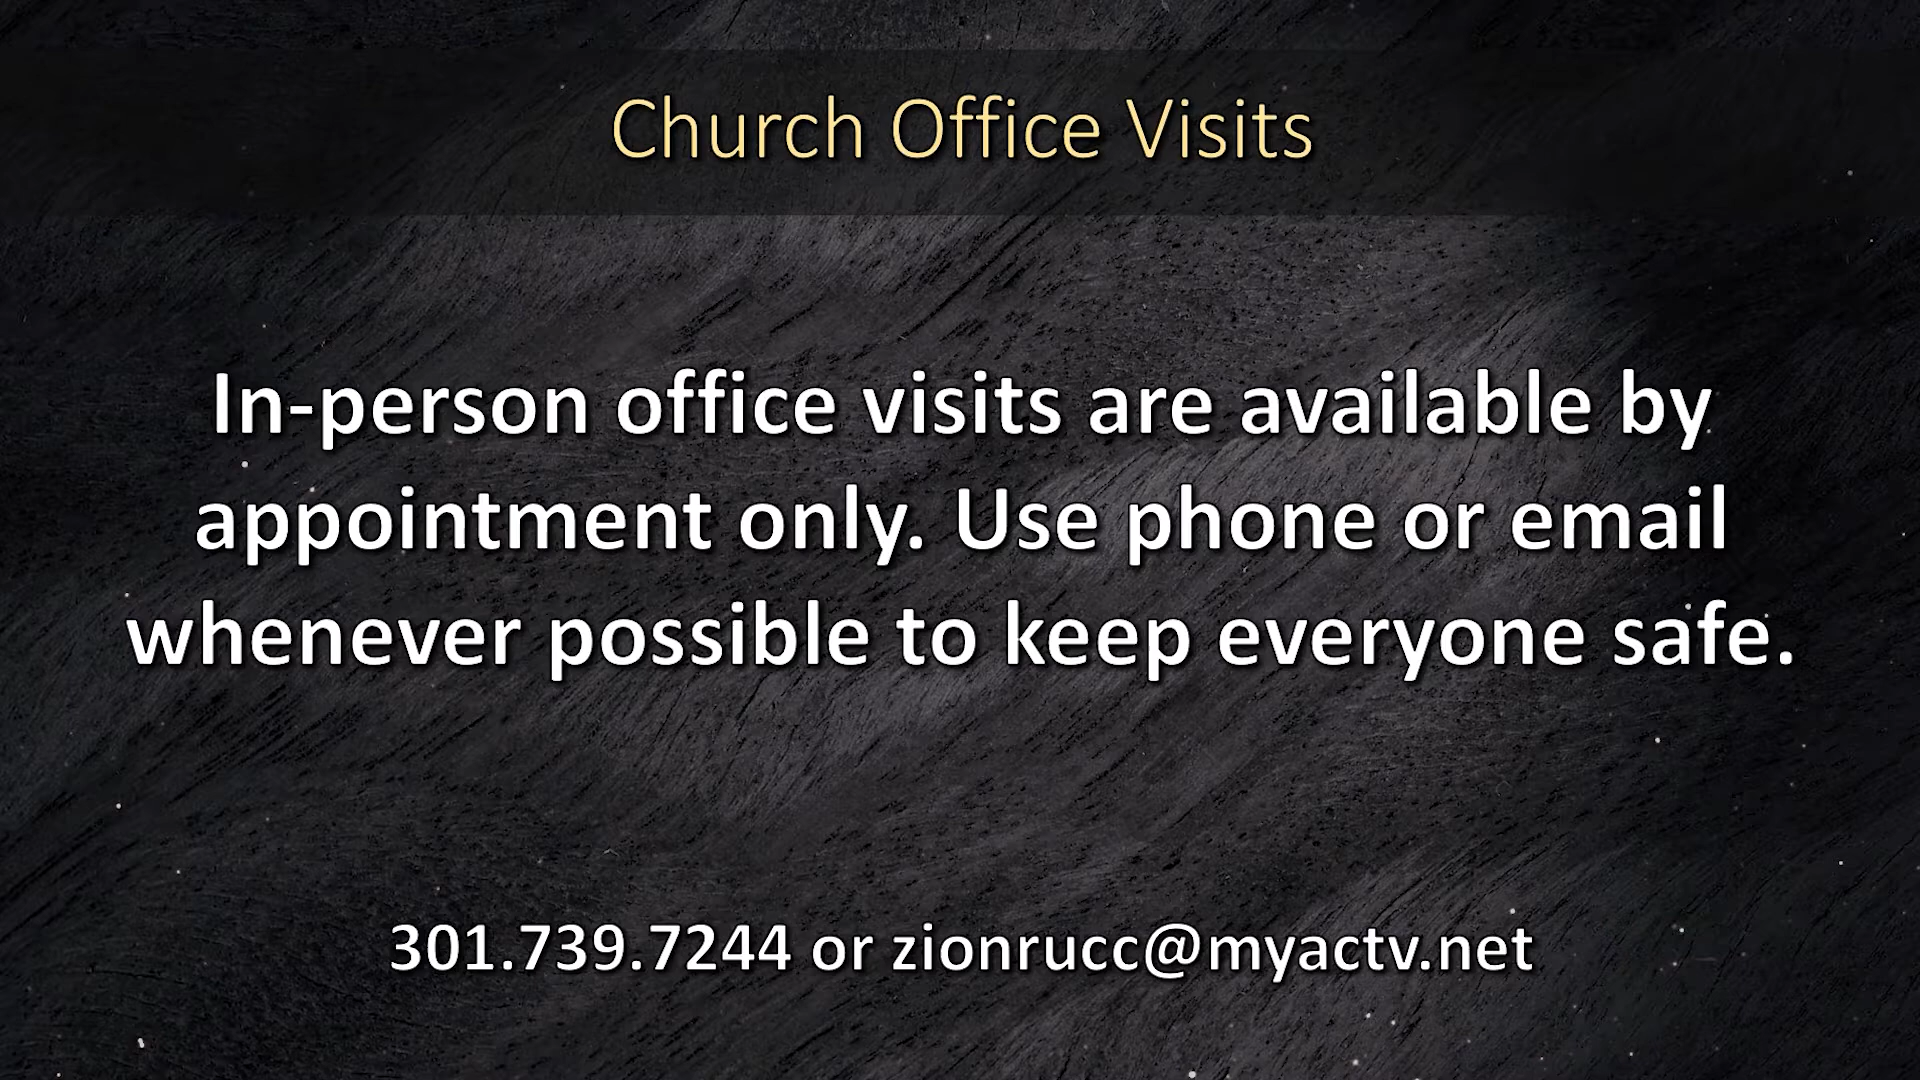 Church Office Visits
In-person office visits are available by
appointment only. Use phone or email
whenever possible to keep everyone safe.
301.739.7244 or zionrucc@myactv.net